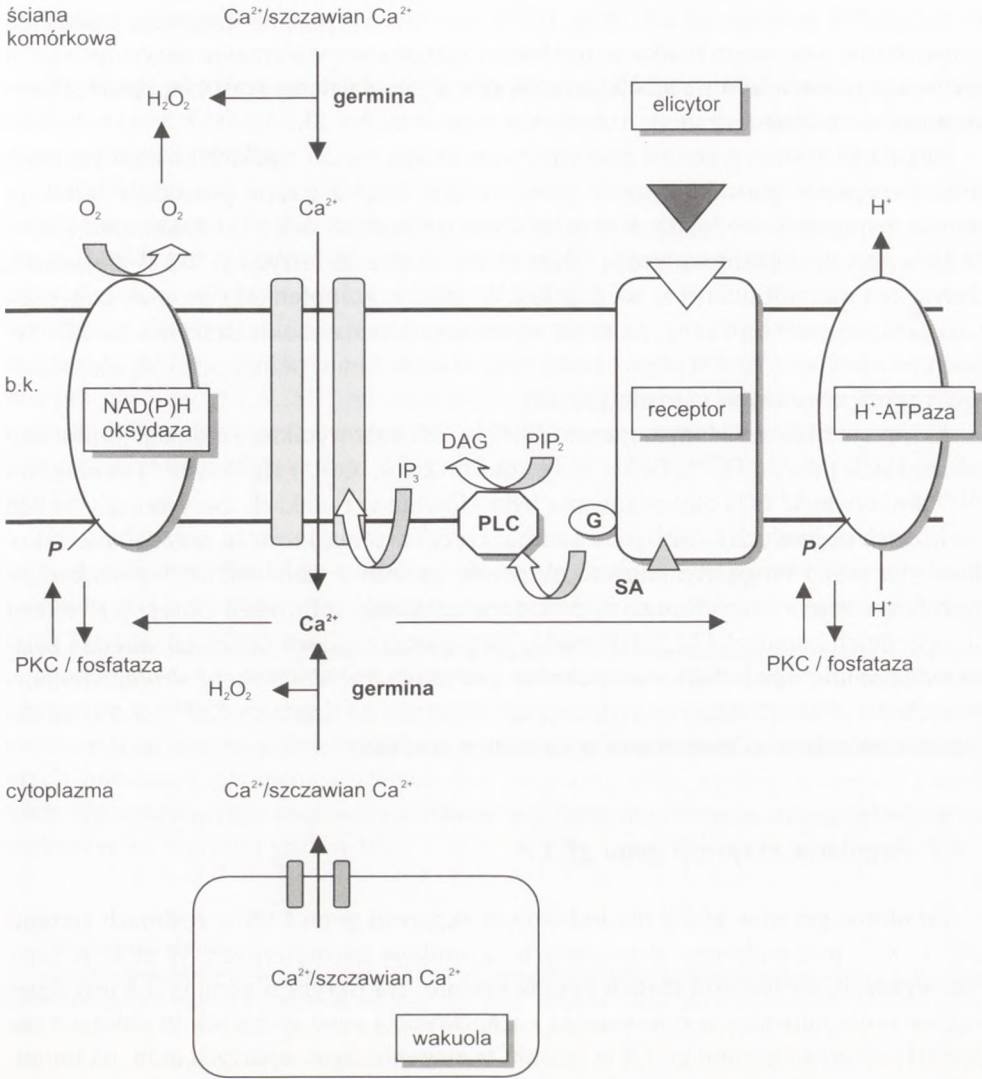 ściana
komórkowa
Ca²⁺/szczawian Ca²⁺
H₂O₂
germina
elicytor
O₂
O₂
Ca²⁺
H⁺
b.k.
NAD(P)H
oksydaza
receptor
H⁺-ATPaza
DAG
PIP₂
IP₃
PLC
G
P
SA
P
Ca²⁺
H⁺
PKC / fosfataza
PKC / fosfataza
H₂O₂
germina
cytoplazma
Ca²⁺/szczawian Ca²⁺
Ca²⁺/szczawian Ca²⁺
wakuola